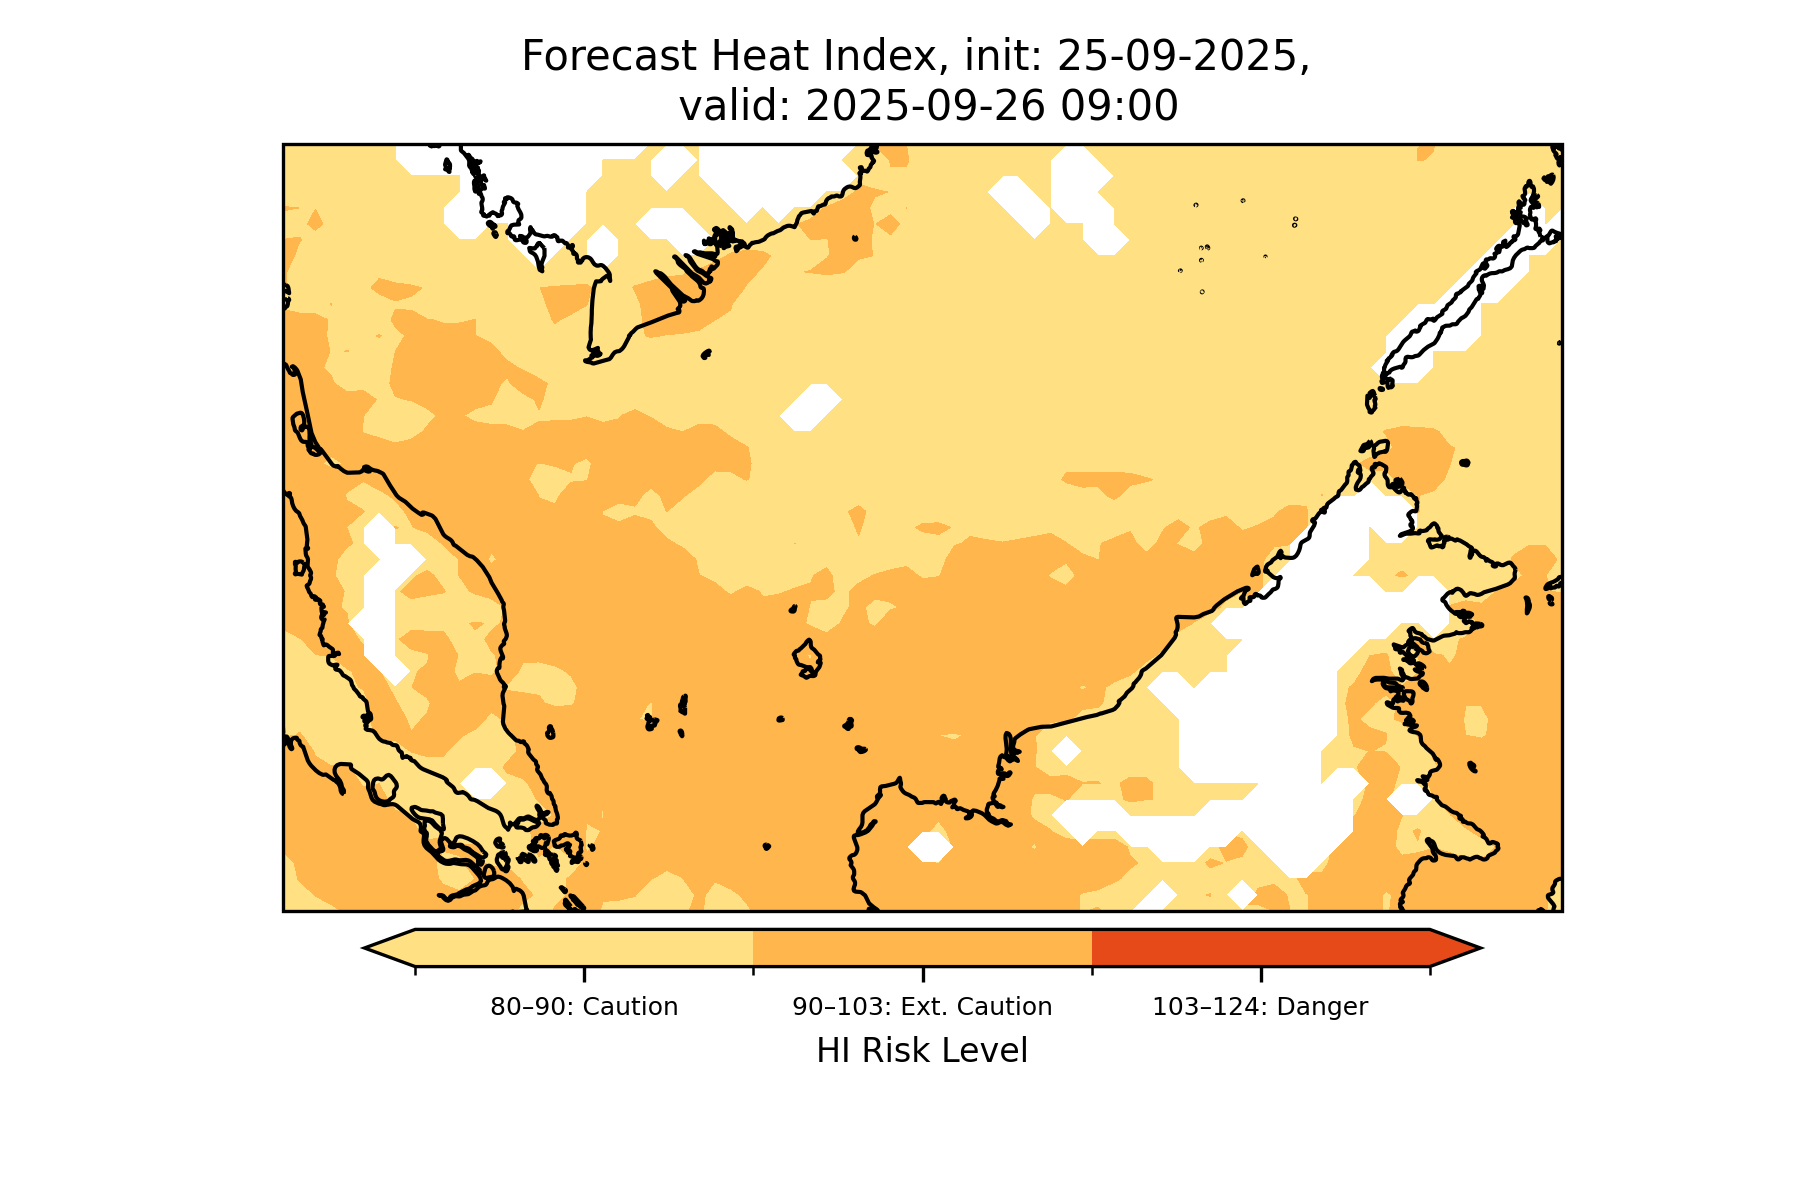 Forecast Heat Index, init: 25-09-2025,
valid: 2025-09-26 09:00
80–90: Caution
90–103: Ext. Caution
103–124: Danger
HI Risk Level